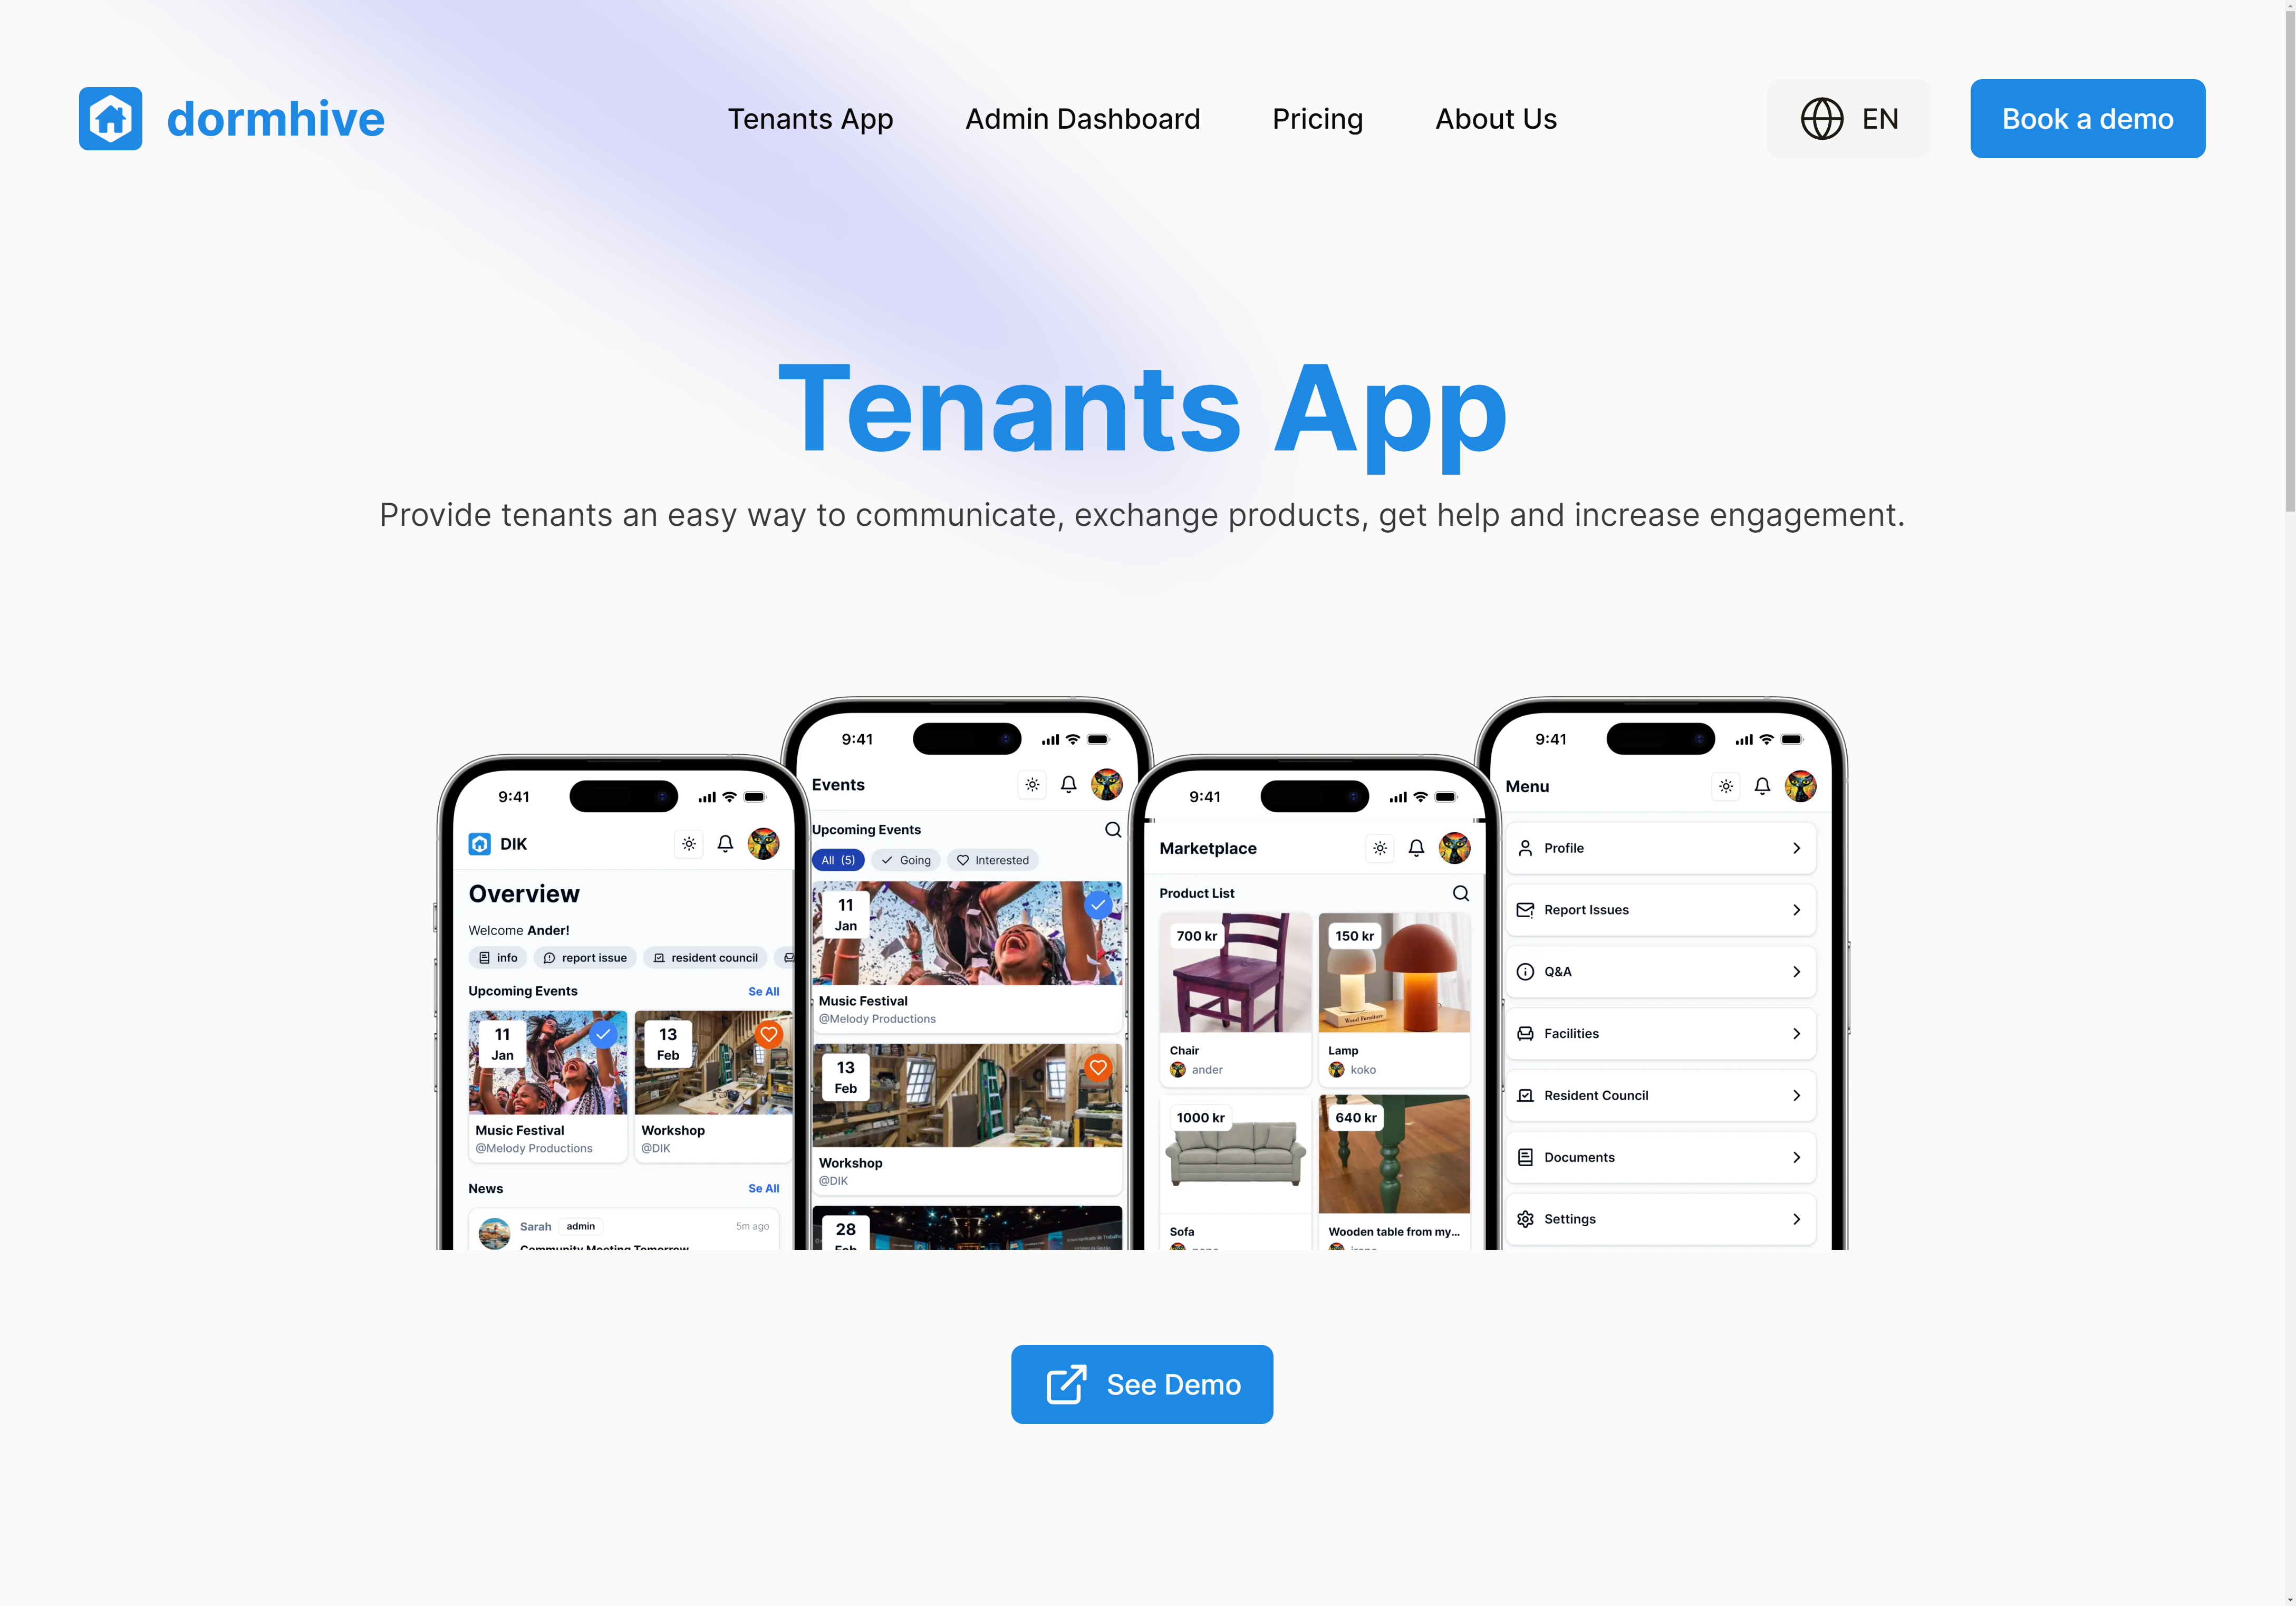 dormhive
Tenants App
Admin Dashboard
Pricing
About Us
EN
Book a demo
Tenants App
Provide tenants an easy way to communicate, exchange products, get help and increase engagement.
9:41
DIK
Overview
Welcome Ander!
info
report issue
resident council
Upcoming Events
Se All
11
Jan
Music Festival
@Melody Productions
13
Feb
Workshop
@DIK
News
Se All
Sarah
admin
5m ago
Community Meeting Tomorrow
9:41
Events
Upcoming Events
All (5)
Going
Interested
11
Jan
Music Festival
@Melody Productions
13
Feb
Workshop
@DIK
28
Feb
9:41
Marketplace
Product List
700 kr
Chair
ander
150 kr
Wood Furniture
Lamp
koko
1000 kr
Sofa
640 kr
Wooden table from my...
9:41
Menu
Profile
Report Issues
Q&A
Facilities
Resident Council
Documents
Settings
See Demo